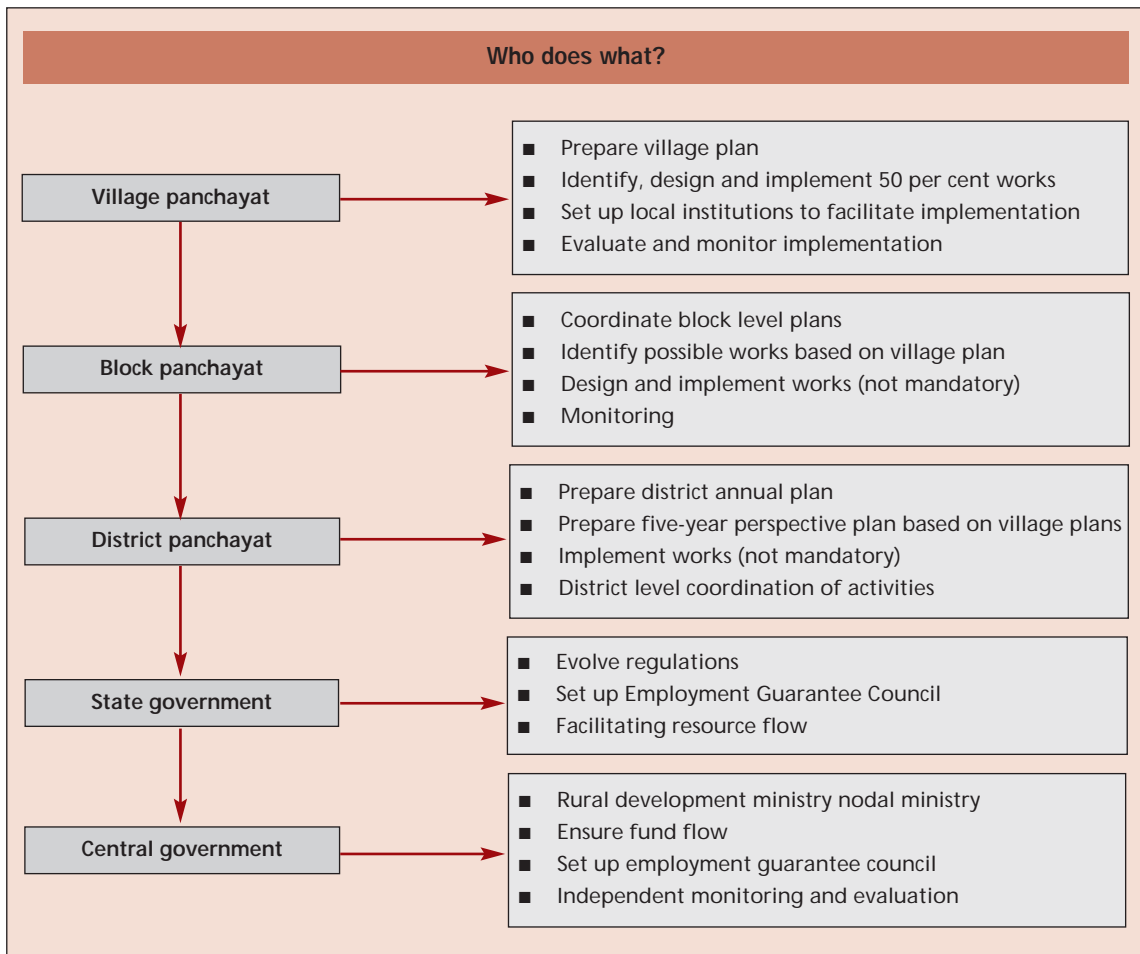 Who does what?
Village panchayat
■ Prepare village plan
■ Identify, design and implement 50 per cent works
■ Set up local institutions to facilitate implementation
■ Evaluate and monitor implementation
Block panchayat
■ Coordinate block level plans
■ Identify possible works based on village plan
■ Design and implement works (not mandatory)
■ Monitoring
District panchayat
■ Prepare district annual plan
■ Prepare five-year perspective plan based on village plans
■ Implement works (not mandatory)
■ District level coordination of activities
State government
■ Evolve regulations
■ Set up Employment Guarantee Council
■ Facilitating resource flow
Central government
■ Rural development ministry nodal ministry
■ Ensure fund flow
■ Set up employment guarantee council
■ Independent monitoring and evaluation